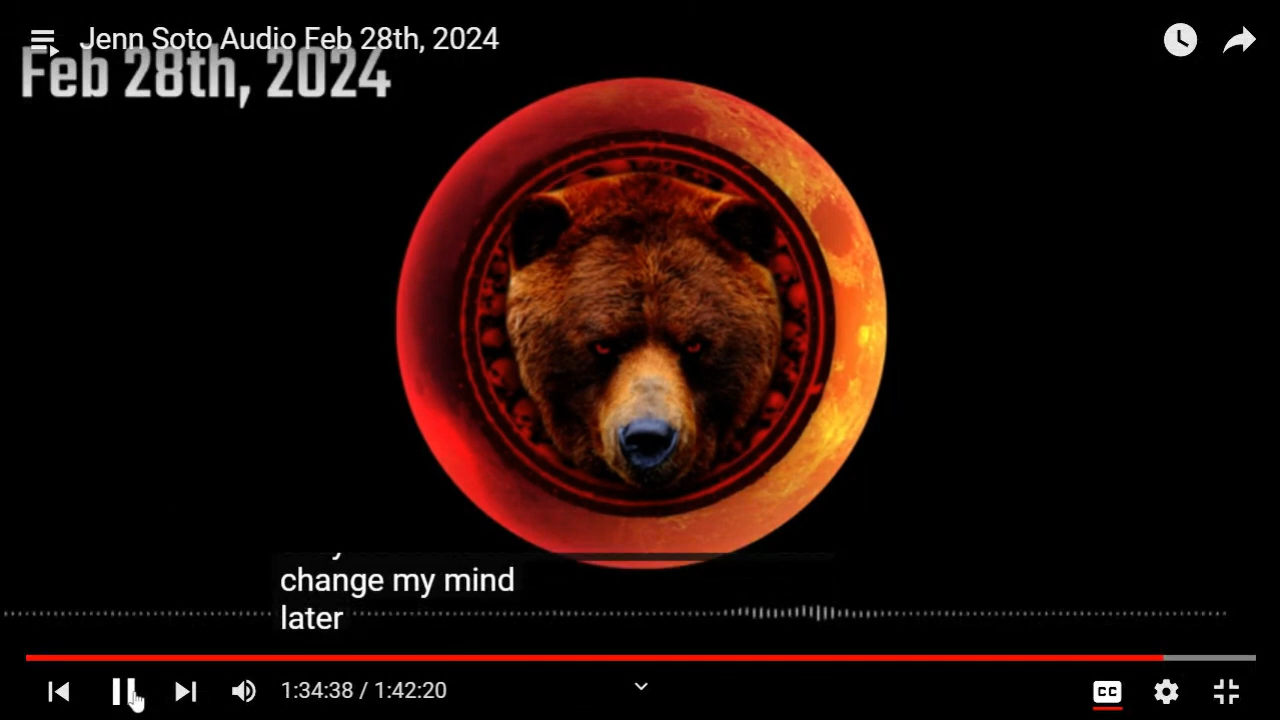 Jenn Soto Audio Feb 28th, 2024
Feb 28th, 2024
change my mind
later
1:34:38 / 1:42:20
CC